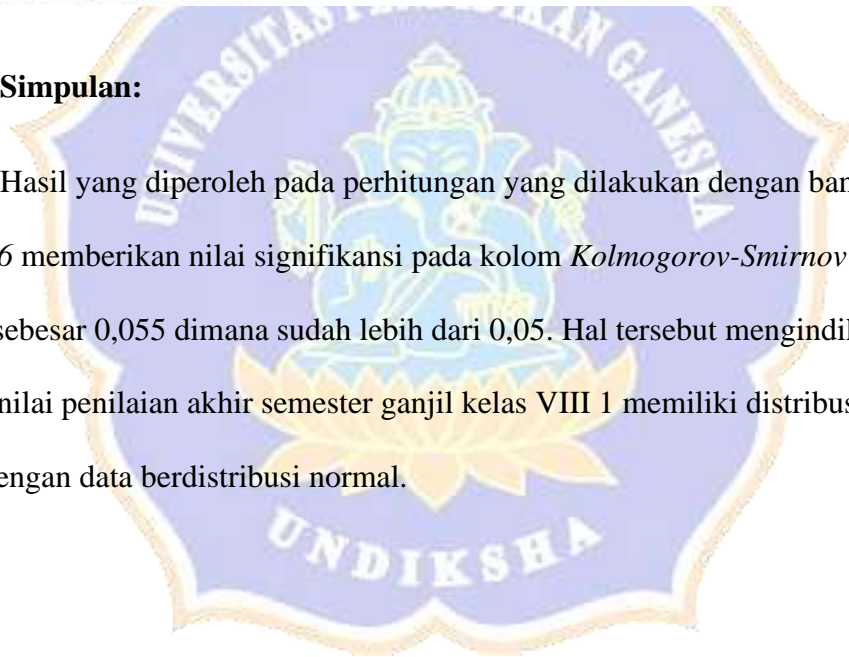 UNIVERSITAS PENDIDIKAN GANESHA
Simpulan:
Hasil yang diperoleh pada perhitungan yang dilakukan dengan ban
6 memberikan nilai signifikansi pada kolom Kolmogorov-Smirnov
sebesar 0,055 dimana sudah lebih dari 0,05. Hal tersebut mengindi
nilai penilaian akhir semester ganjil kelas VIII 1 memiliki distribus
engan data berdistribusi normal.
UNDIKSHA